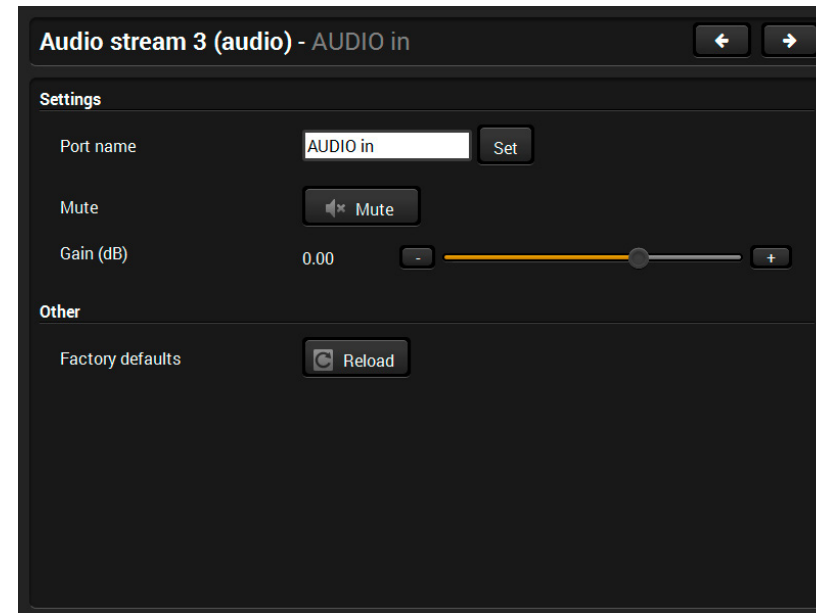 Audio stream 3 (audio) - AUDIO in
Settings
Port name AUDIO in Set
Mute Mute
Gain (dB) 0.00 - +
Other
Factory defaults Reload